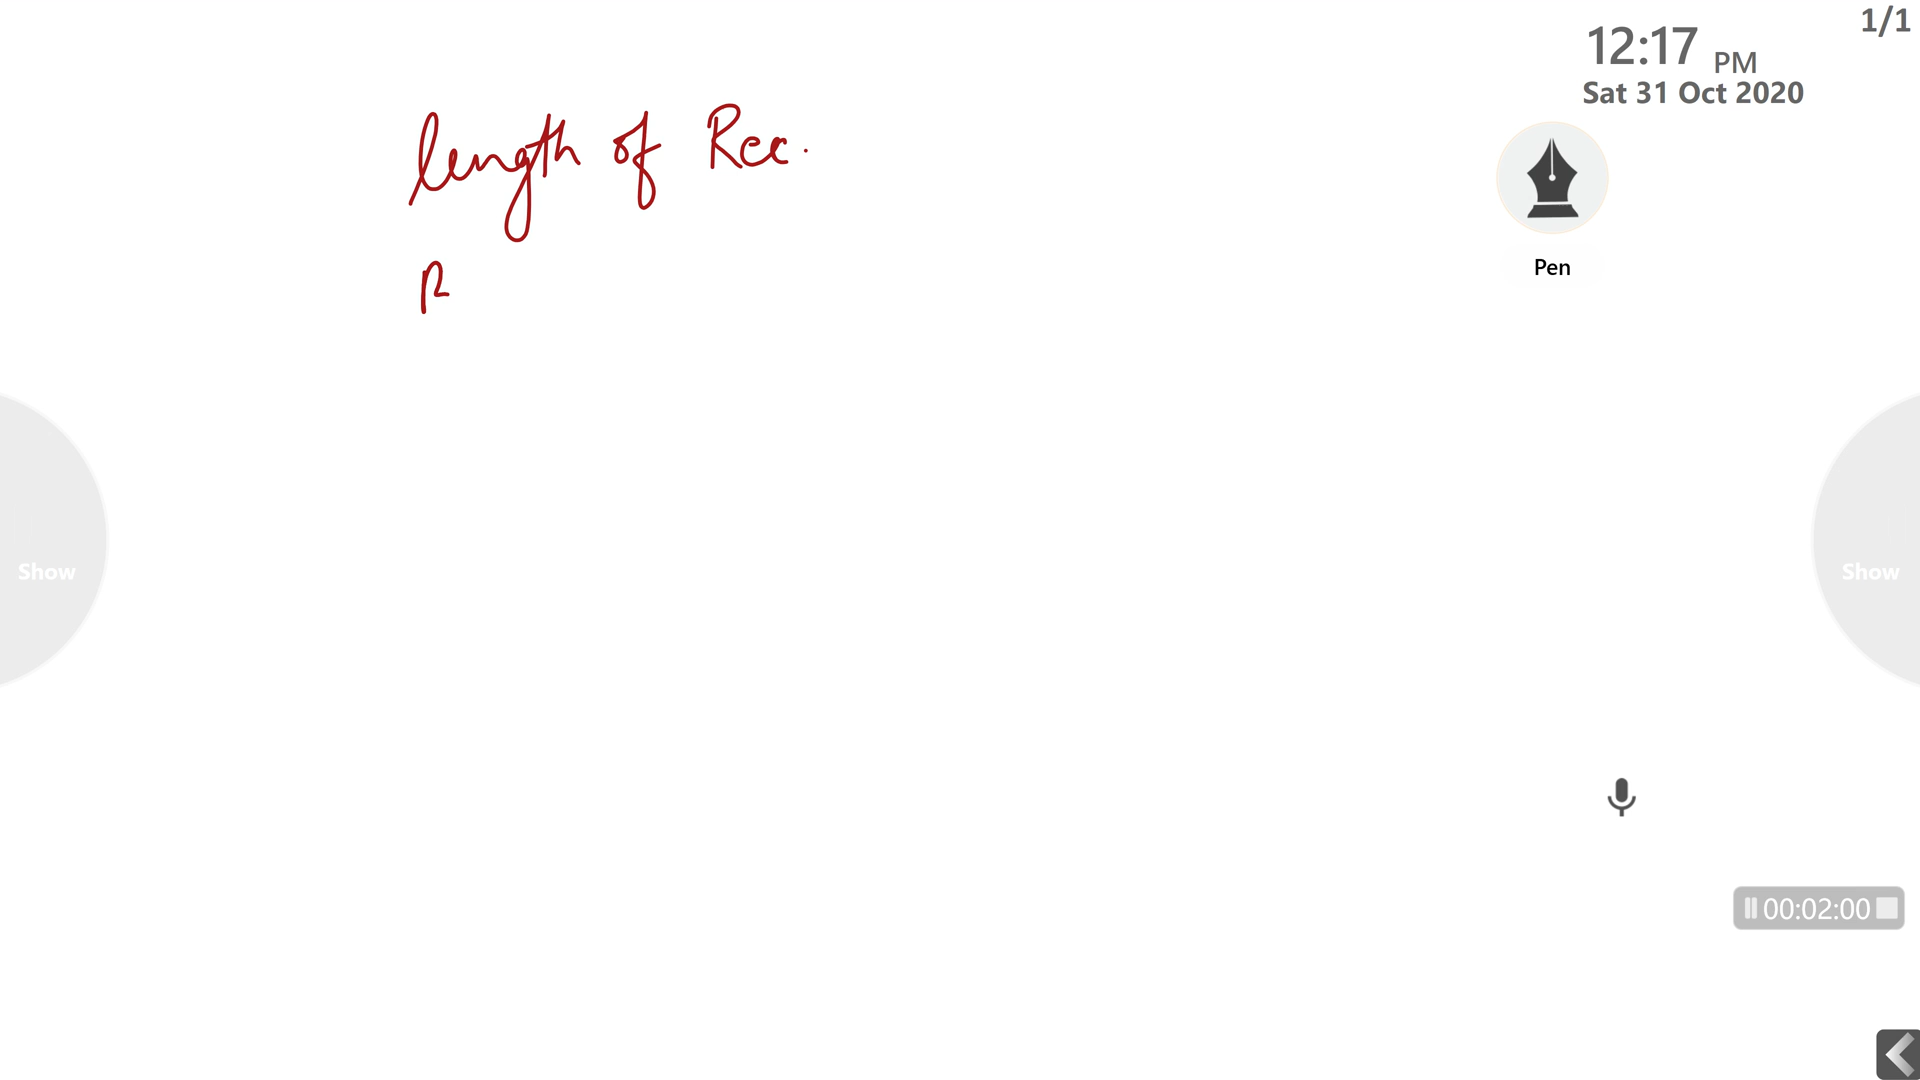 1/1
12:17 PM
Sat 31 Oct 2020
length of Rec.
Pen
Show
Show
00:02:00